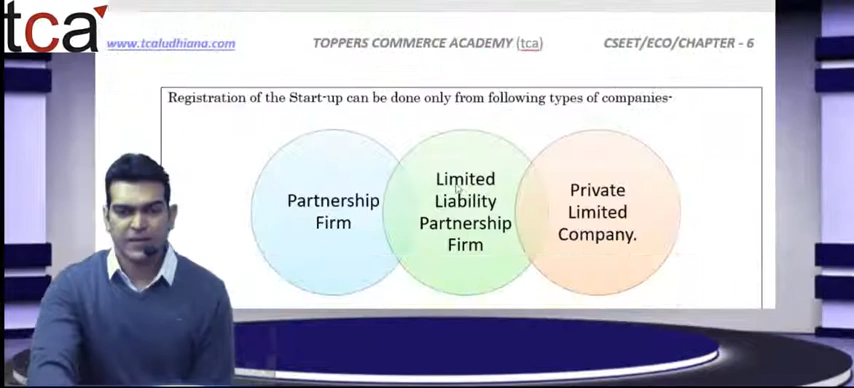 tca
www.tcaludhiana.com
TOPPERS COMMERCE ACADEMY (tca)
CSEET/ECO/CHAPTER - 6
Registration of the Start-up can be done only from following types of companies-
Partnership
Firm
Limited
Liability
Partnership
Firm
Private
Limited
Company.